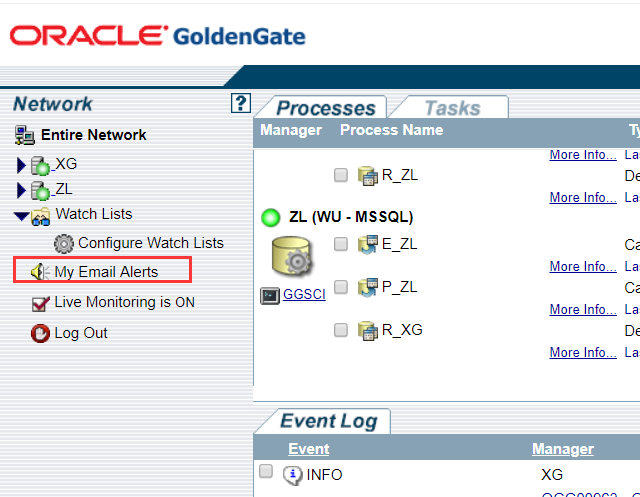 ORACLE GoldenGate
Network ?
Processes Tasks
Entire Network
XG
ZL
Watch Lists
Configure Watch Lists
My Email Alerts
Live Monitoring is ON
Log Out
Manager Process Name Ty
More Info... La
R_ZL De
More Info... La
ZL (WU - MSSQL)
E_ZL Ca
More Info... La
GGSCI
P_ZL Ca
More Info... La
R_XG De
More Info... La
Event Log
Event Manager
INFO XG